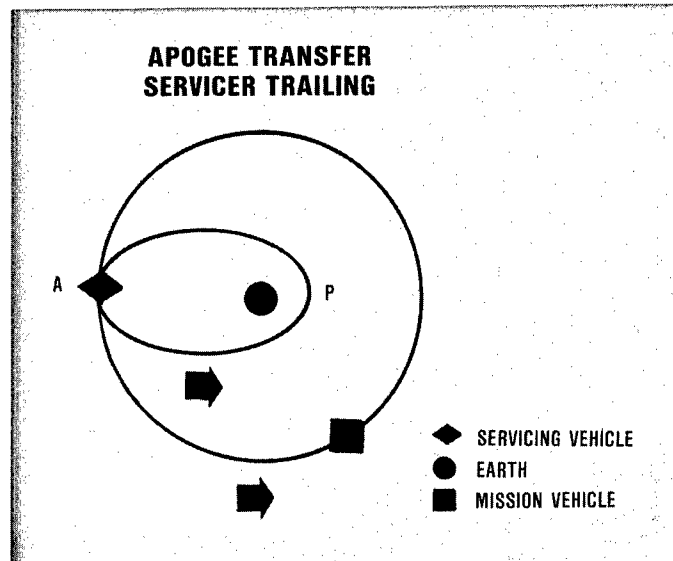 APOGEE TRANSFER
SERVICER TRAILING
A
P
SERVICING VEHICLE
EARTH
MISSION VEHICLE